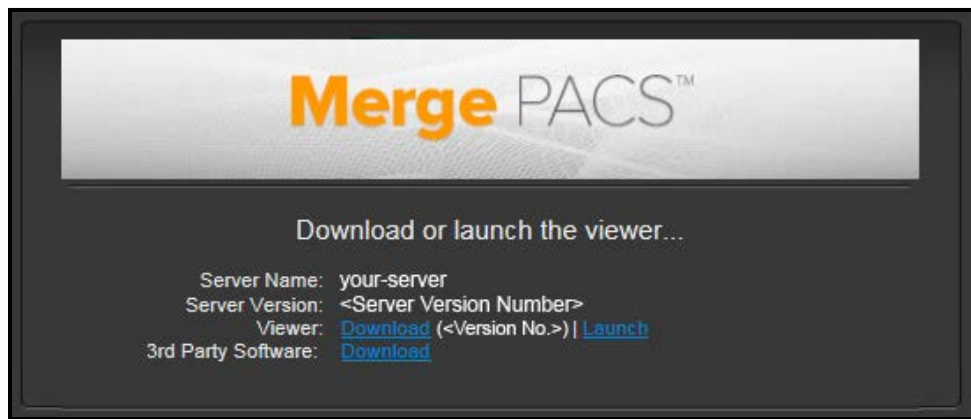 Merge PACS™
Download or launch the viewer...
Server Name: your-server
Server Version: <Server Version Number>
Viewer: Download (<Version No.>) | Launch
3rd Party Software: Download